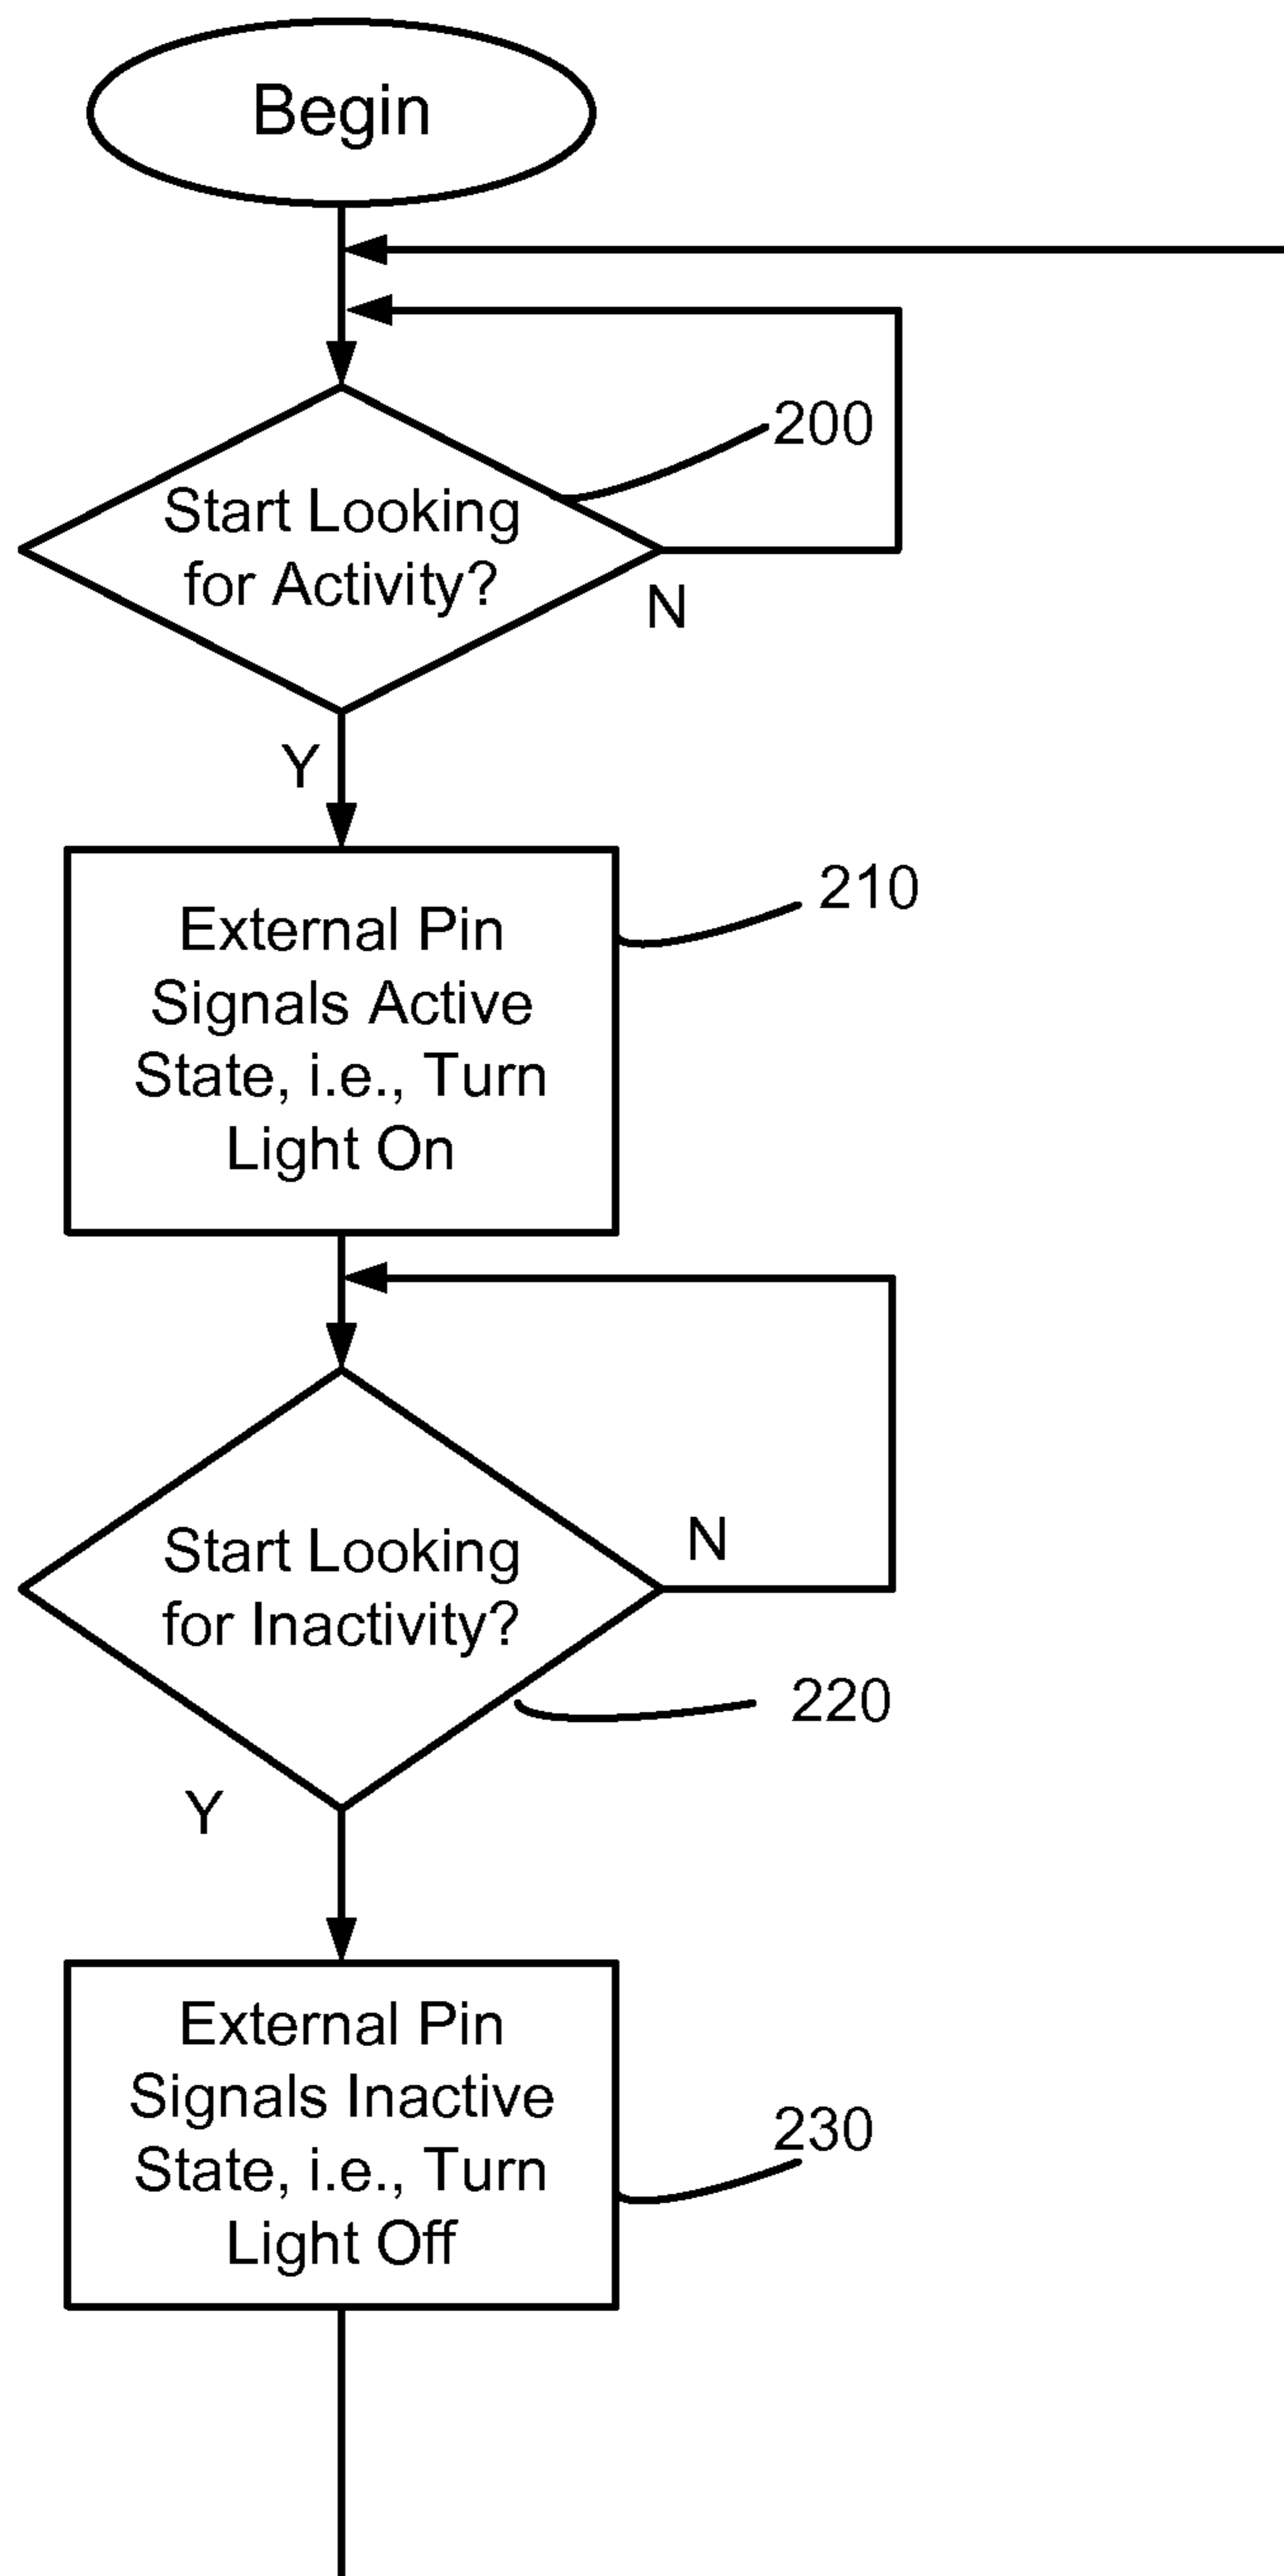 Begin
200
Start Looking
for Activity?
N
Y
210
External Pin
Signals Active
State, i.e., Turn
Light On
N
Start Looking
for Inactivity?
220
Y
External Pin
Signals Inactive
State, i.e., Turn
Light Off
230